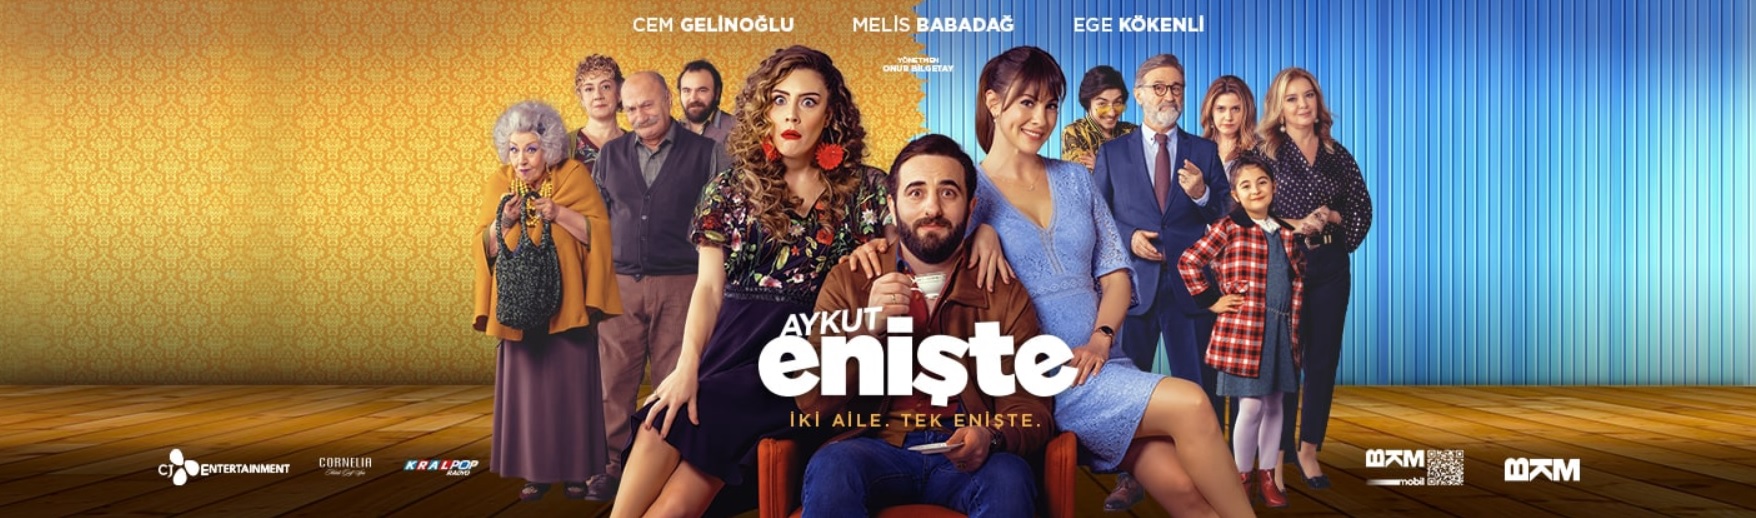 CEM GELİNOĞLU MELİS BABADAĞ EGE KÖKENLİ
YÖNETMEN
ONUR BİLGETAY
AYKUT
enişte
İKİ AİLE. TEK ENİŞTE.
CJ ENTERTAINMENT
CORNELIA
KRALPOP
RADYO
BKM
mobil
BKM